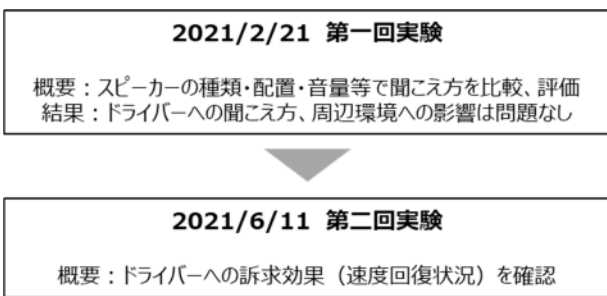 2021/2/21 第一回実験
概要：スピーカーの種類・配置・音量等で聞こえ方を比較、評価
結果：ドライバーへの聞こえ方、周辺環境への影響は問題なし
2021/6/11 第二回実験
概要：ドライバーへの訴求効果（速度回復状況）を確認